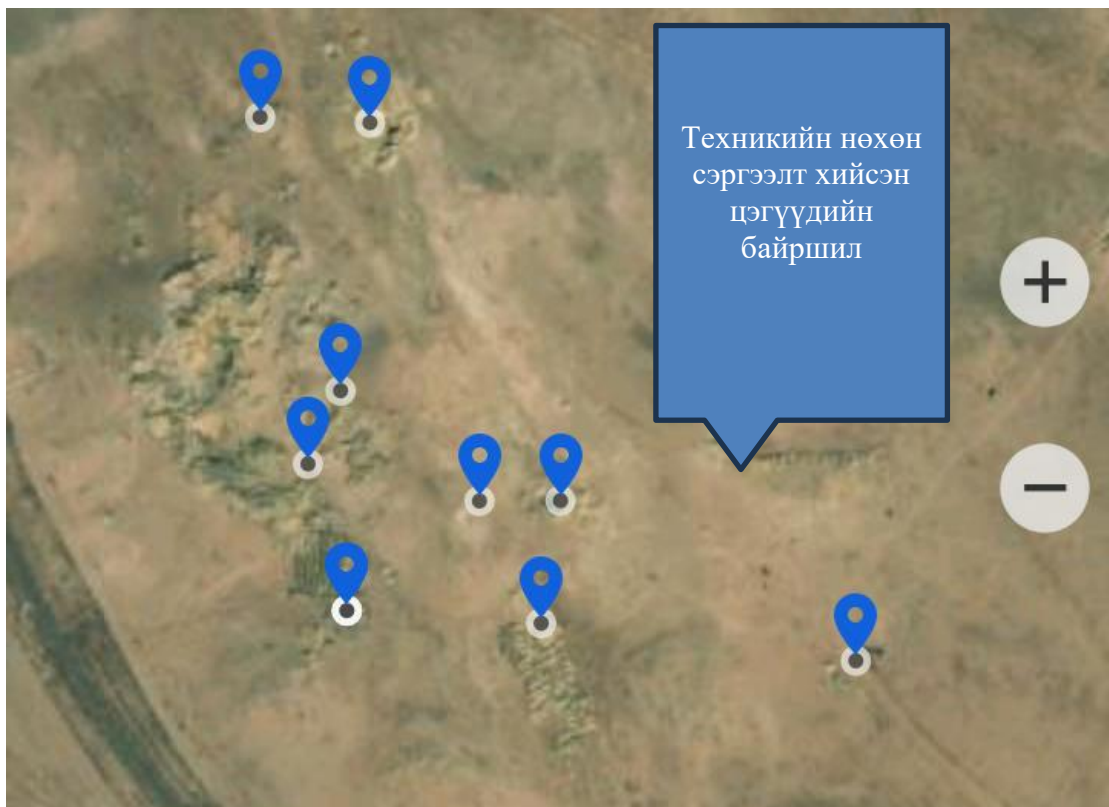 Техникийн нөхөн
сэргээлт хийсэн
цэгүүдийн
байршил